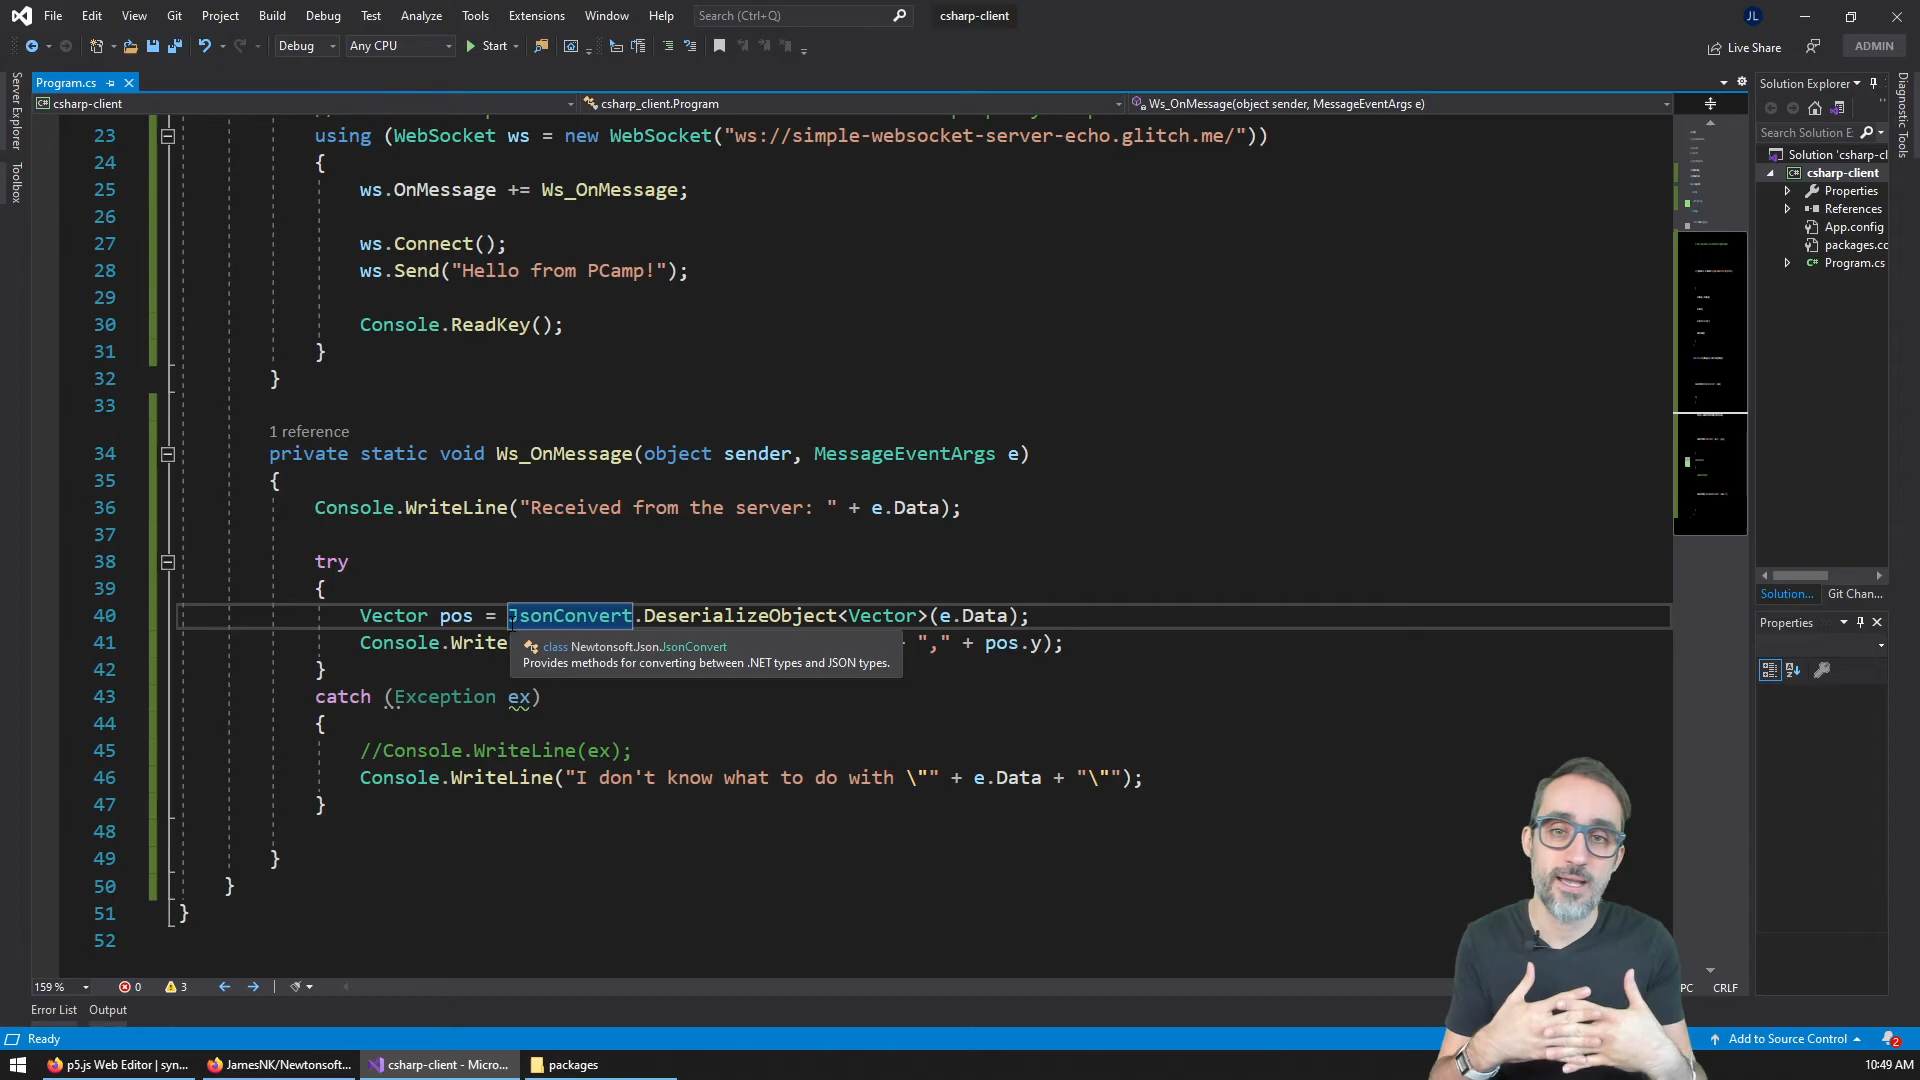 File Edit View Git Project Build Debug Test Analyze Tools Extensions Window Help Search (Ctrl+Q) csharp-client JL
Debug Any CPU Start Live Share ADMIN
Server Explorer
Toolbox
Program.cs
csharp-client csharp_client.Program Ws_OnMessage(object sender, MessageEventArgs e)
23 using (WebSocket ws = new WebSocket("ws://simple-websocket-server-echo.glitch.me/"))
24 {
25 ws.OnMessage += Ws_OnMessage;
26
27 ws.Connect();
28 ws.Send("Hello from PCamp!");
29
30 Console.ReadKey();
31 }
32 }
33
1 reference
34 private static void Ws_OnMessage(object sender, MessageEventArgs e)
35 {
36 Console.WriteLine("Received from the server: " + e.Data);
37
38 try
39 {
40 Vector pos = JsonConvert.DeserializeObject<Vector>(e.Data);
41 Console.Write "," + pos.y);
class Newtonsoft.Json.JsonConvert
Provides methods for converting between .NET types and JSON types.
42 }
43 catch (Exception ex)
44 {
45 //Console.WriteLine(ex);
46 Console.WriteLine("I don't know what to do with \"" + e.Data + "\"");
47 }
48
49 }
50 }
51 }
52
159 % 0 3 PC CRLF
Error List Output
Solution Explorer
Search Solution E
Solution 'csharp-cl
csharp-client
Properties
References
App.config
packages.co
Program.cs
Solution... Git Chan...
Properties
Diagnostic Tools
Ready Add to Source Control 2
p5.js Web Editor | syn... JamesNK/Newtonsoft... csharp-client - Micro... packages 10:49 AM